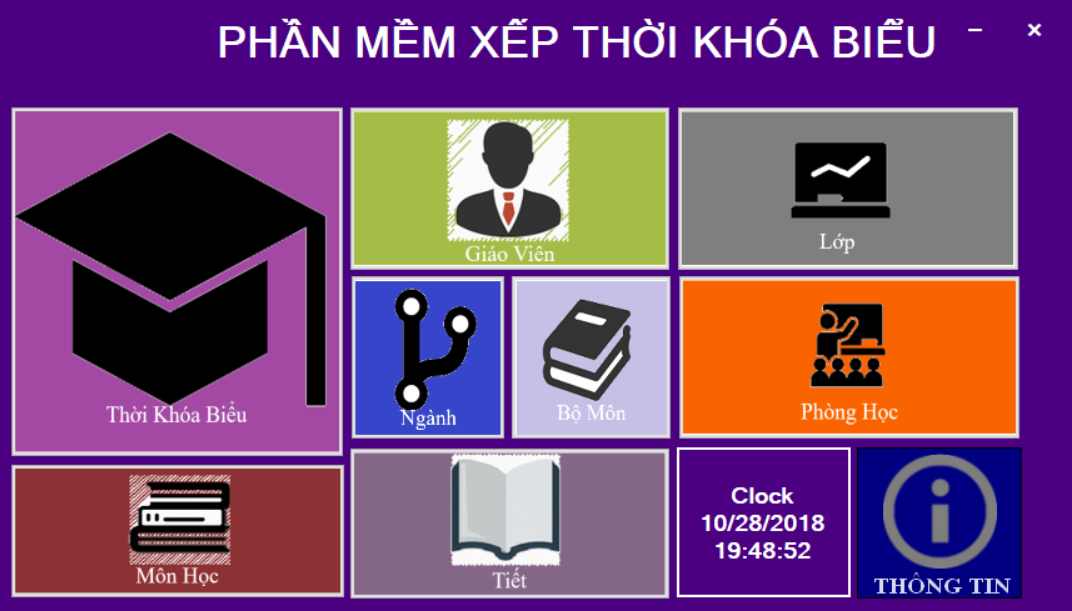 PHẦN MỀM XẾP THỜI KHÓA BIỂU
Thời Khóa Biểu
Giáo Viên
Lớp
Ngành
Bộ Môn
Phòng Học
Môn Học
Tiết
Clock
10/28/2018
19:48:52
THÔNG TIN